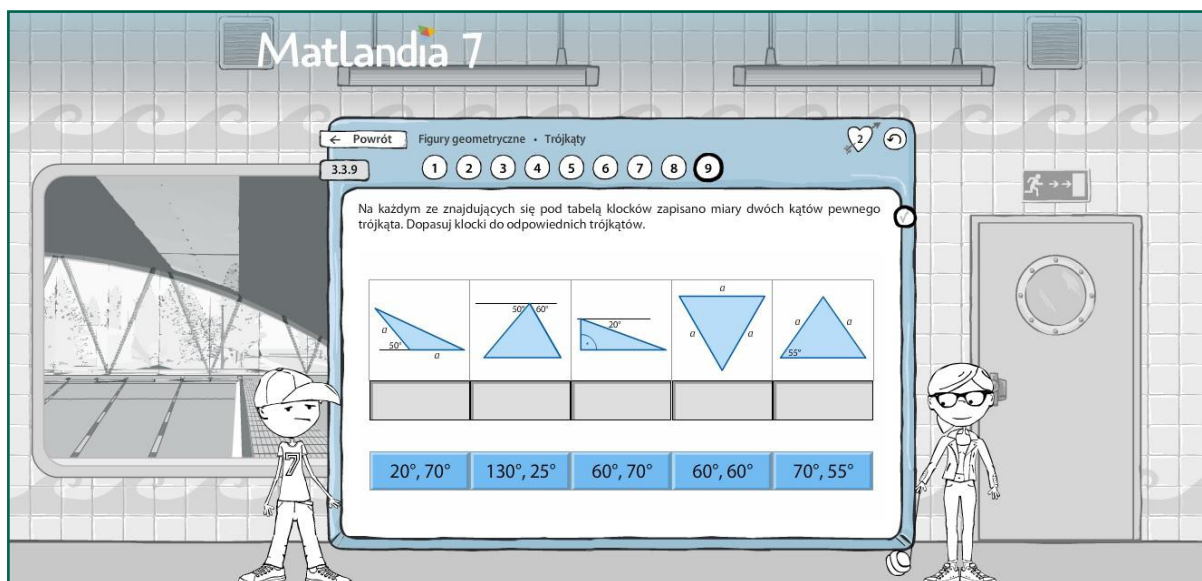 Matlandia 7
← Powrót Figury geometryczne • Trójkąty 2
3.3.9 1 2 3 4 5 6 7 8 9
Na każdym ze znajdujących się pod tabelą klocków zapisano miary dwóch kątów pewnego
trójkąta. Dopasuj klocki do odpowiednich trójkątów.
a 50° a
50° 60°
20°
a a a
a a 55°
20°, 70° 130°, 25° 60°, 70° 60°, 60° 70°, 55°
7